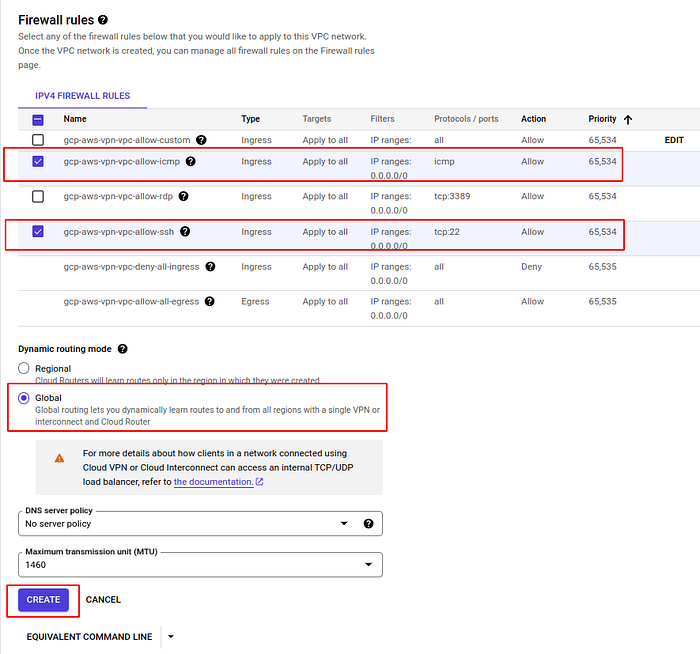 Firewall rules
Select any of the firewall rules below that you would like to apply to this VPC network.
Once the VPC network is created, you can manage all firewall rules on the Firewall rules
page.
IPV4 FIREWALL RULES
Name Type Targets Filters Protocols / ports Action Priority
gcp-aws-vpn-vpc-allow-custom Ingress Apply to all IP ranges: all Allow 65,534 EDIT
gcp-aws-vpn-vpc-allow-icmp Ingress Apply to all IP ranges: icmp Allow 65,534
0.0.0.0/0
gcp-aws-vpn-vpc-allow-rdp Ingress Apply to all IP ranges: tcp:3389 Allow 65,534
0.0.0.0/0
gcp-aws-vpn-vpc-allow-ssh Ingress Apply to all IP ranges: tcp:22 Allow 65,534
0.0.0.0/0
gcp-aws-vpn-vpc-deny-all-ingress Ingress Apply to all IP ranges: all Deny 65,535
0.0.0.0/0
gcp-aws-vpn-vpc-allow-all-egress Egress Apply to all IP ranges: all Allow 65,535
0.0.0.0/0
Dynamic routing mode
Regional
Cloud Routers will learn routes only in the region in which they were created
Global
Global routing lets you dynamically learn routes to and from all regions with a single VPN or
interconnect and Cloud Router
For more details about how clients in a network connected using
Cloud VPN or Cloud Interconnect can access an internal TCP/UDP
load balancer, refer to the documentation.
DNS server policy
No server policy
Maximum transmission unit (MTU)
1460
CREATE CANCEL
EQUIVALENT COMMAND LINE